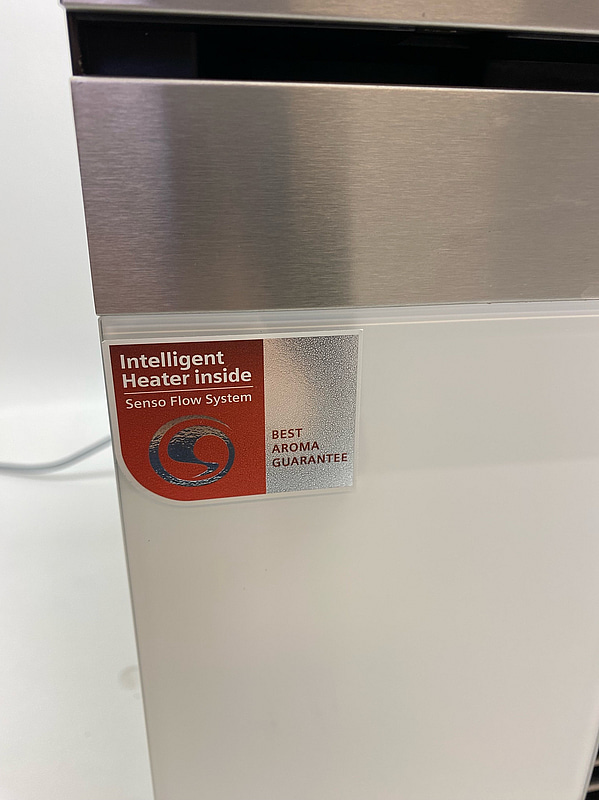 Intelligent
Heater inside
Senso Flow System
BEST
AROMA
GUARANTEE